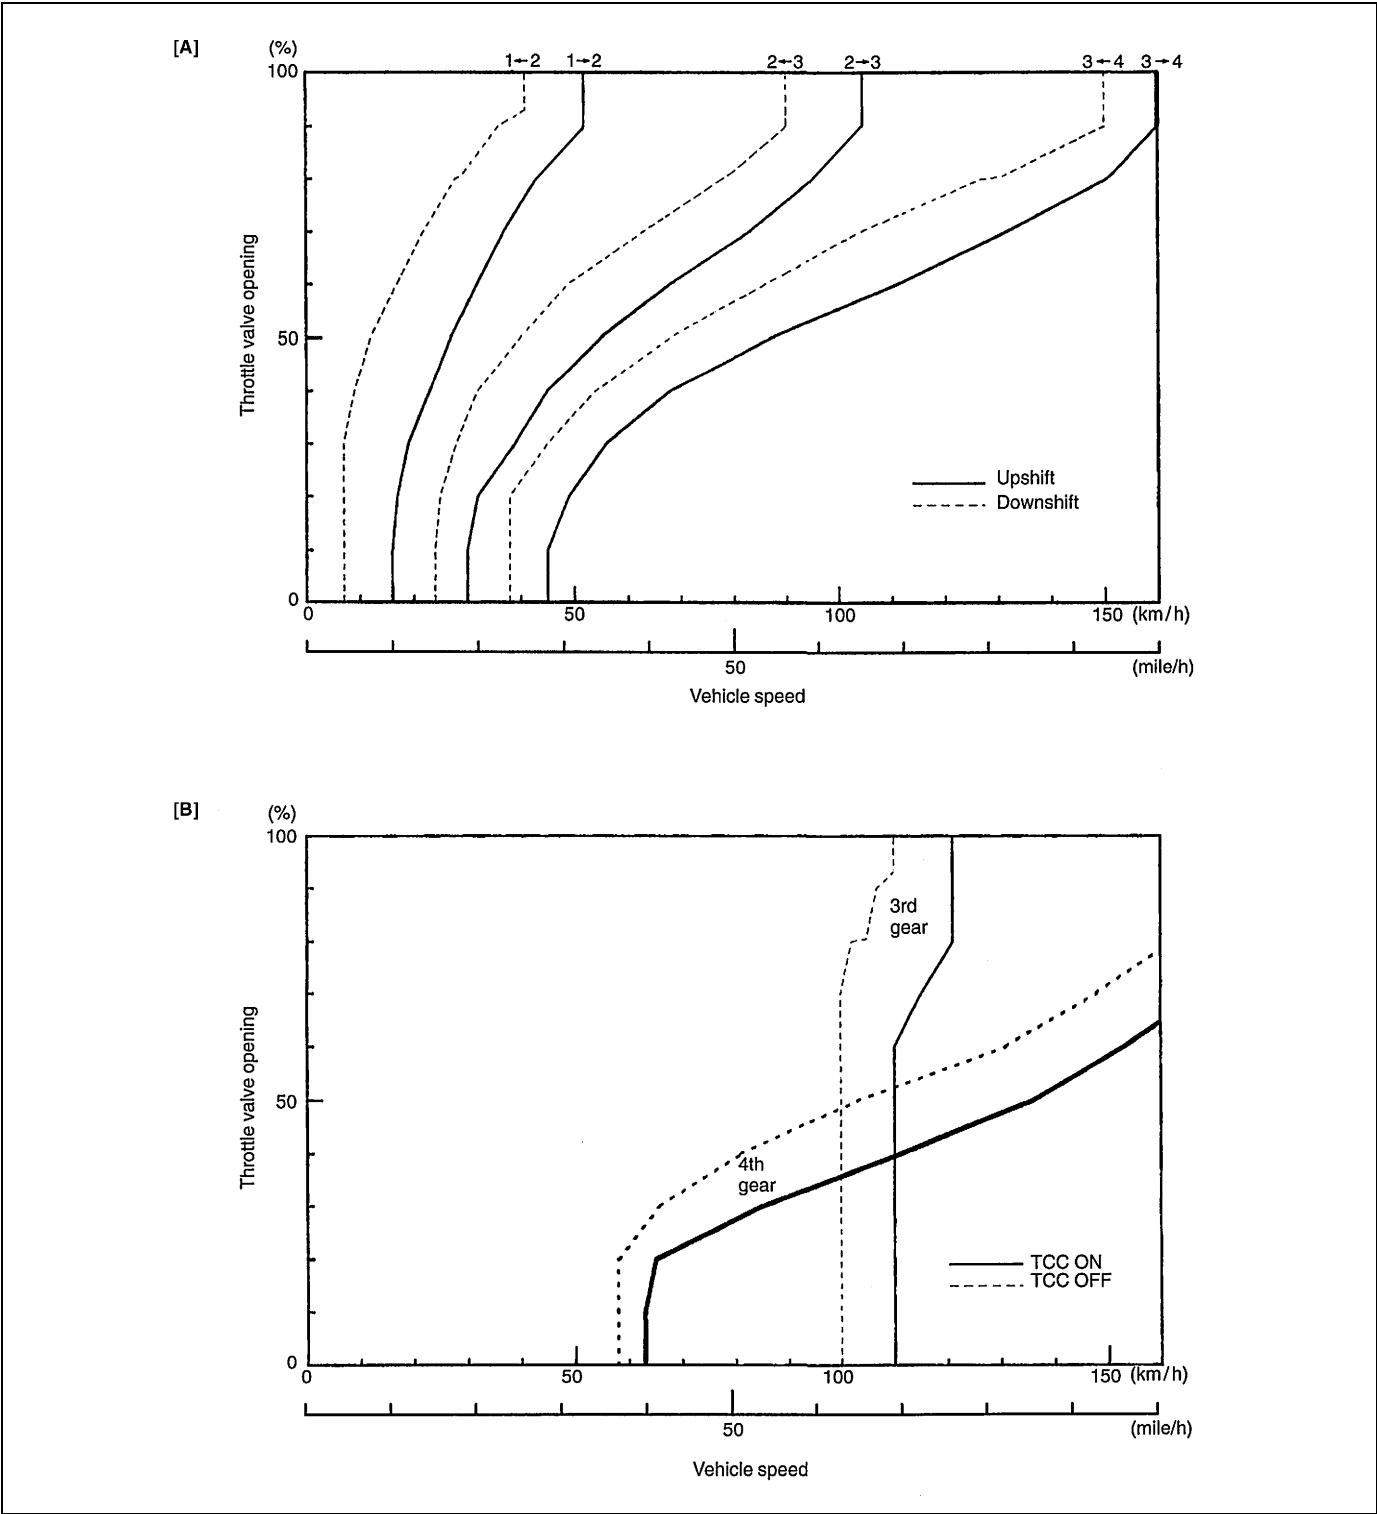 [A]
(%)
1←2 1→2 2←3 2→3 3←4 3→4
100
50
0
Throttle valve opening
Upshift
Downshift
0 50 100 150 (km/h)
50 (mile/h)
Vehicle speed
[B]
(%)
100
50
0
Throttle valve opening
3rd
gear
4th
gear
TCC ON
TCC OFF
0 50 100 150 (km/h)
50 (mile/h)
Vehicle speed